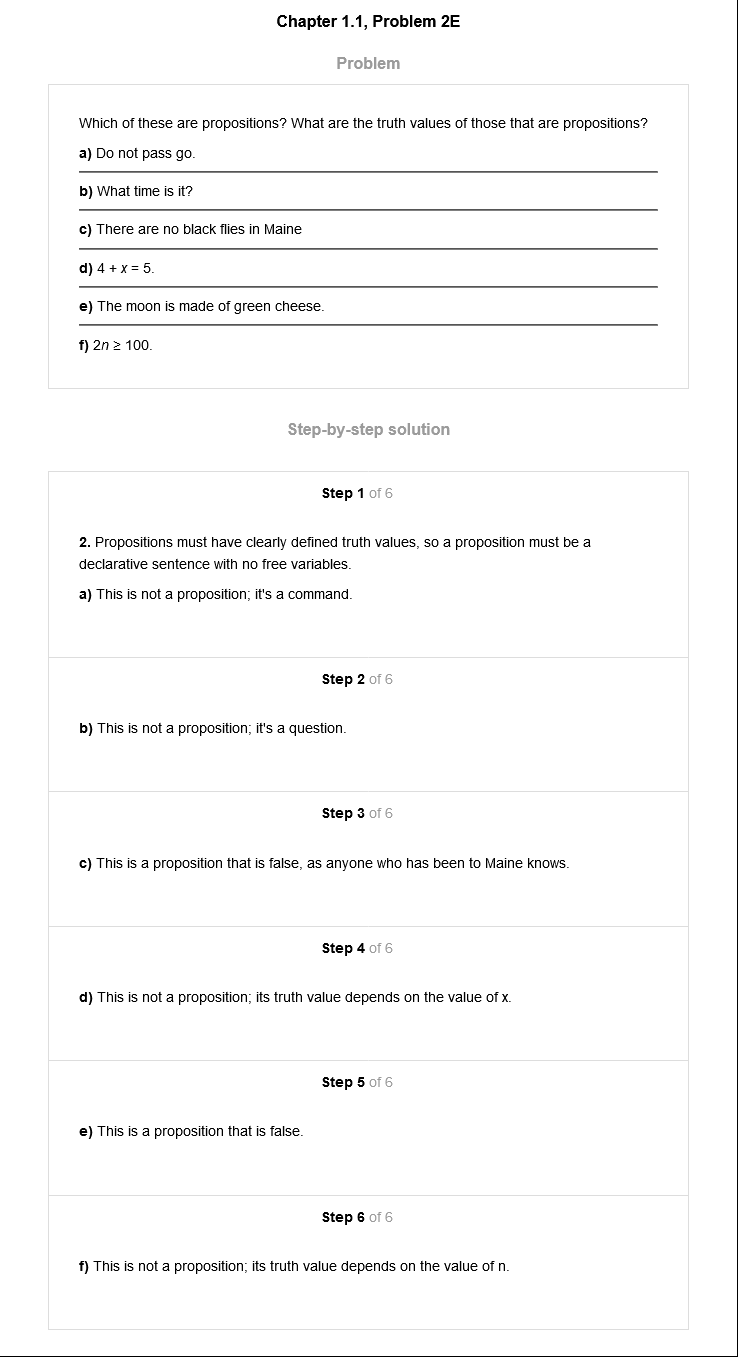 Chapter 1.1, Problem 2E
Problem
Which of these are propositions? What are the truth values of those that are propositions?
a) Do not pass go.
b) What time is it?
c) There are no black flies in Maine
d) 4 + x = 5.
e) The moon is made of green cheese.
f) 2n ≥ 100.
Step-by-step solution
Step 1 of 6
2. Propositions must have clearly defined truth values, so a proposition must be a
declarative sentence with no free variables.
a) This is not a proposition; it's a command.
Step 2 of 6
b) This is not a proposition; it's a question.
Step 3 of 6
c) This is a proposition that is false, as anyone who has been to Maine knows.
Step 4 of 6
d) This is not a proposition; its truth value depends on the value of x.
Step 5 of 6
e) This is a proposition that is false.
Step 6 of 6
f) This is not a proposition; its truth value depends on the value of n.